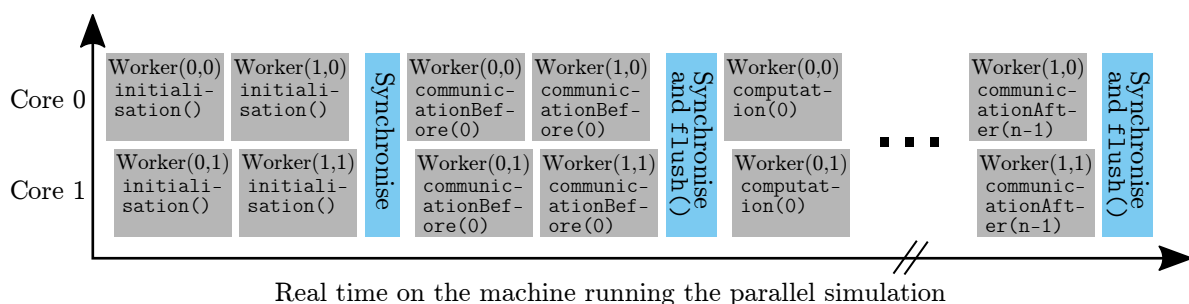 Core 0
Worker(0,0)
initiali-
sation()
Worker(1,0)
initiali-
sation()
Worker(0,0)
communic-
ationBef-
ore(0)
Worker(1,0)
communic-
ationBef-
ore(0)
Worker(0,0)
computat-
ion(0)
Worker(1,0)
communic-
ationAft-
er(n-1)
Core 1
Worker(0,1)
initiali-
sation()
Worker(1,1)
initiali-
sation()
Synchronise
Worker(0,1)
communic-
ationBef-
ore(0)
Worker(1,1)
communic-
ationBef-
ore(0)
Synchronise
and flush()
Worker(0,1)
computat-
ion(0)
Worker(1,1)
communic-
ationAft-
er(n-1)
Synchronise
and flush()
Real time on the machine running the parallel simulation